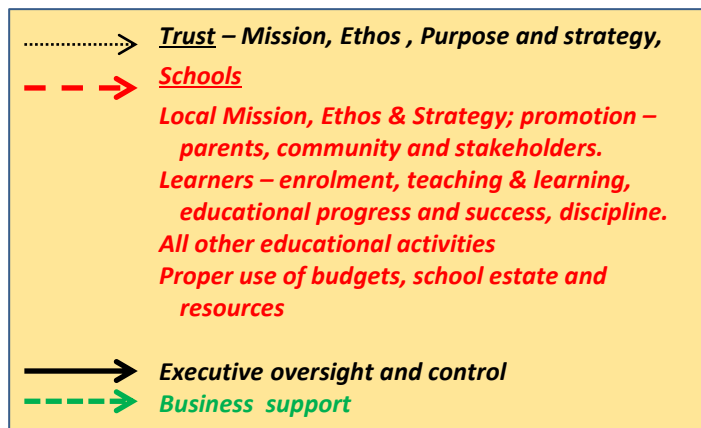 Trust – Mission, Ethos , Purpose and strategy,
Schools
Local Mission, Ethos & Strategy; promotion –
parents, community and stakeholders.
Learners – enrolment, teaching & learning,
educational progress and success, discipline.
All other educational activities
Proper use of budgets, school estate and
resources
Executive oversight and control
Business support